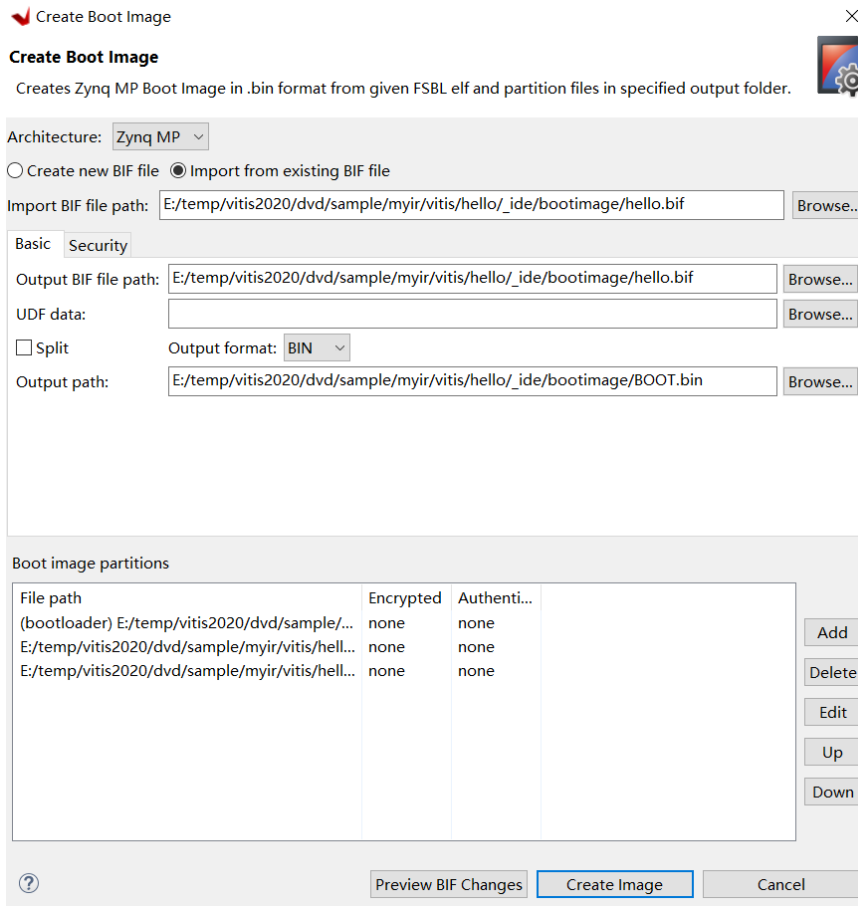 Create Boot Image
Create Boot Image
Creates Zynq MP Boot Image in .bin format from given FSBL elf and partition files in specified output folder.
Architecture: Zynq MP
Create new BIF file Import from existing BIF file
Import BIF file path: E:/temp/vitis2020/dvd/sample/myir/vitis/hello/_ide/bootimage/hello.bif Browse..
Basic Security
Output BIF file path: E:/temp/vitis2020/dvd/sample/myir/vitis/hello/_ide/bootimage/hello.bif Browse...
UDF data: Browse...
Split Output format: BIN
Output path: E:/temp/vitis2020/dvd/sample/myir/vitis/hello/_ide/bootimage/BOOT.bin Browse...
Boot image partitions
File path Encrypted Authenti...
(bootloader) E:/temp/vitis2020/dvd/sample/... none none
E:/temp/vitis2020/dvd/sample/myir/vitis/hell... none none
E:/temp/vitis2020/dvd/sample/myir/vitis/hell... none none
Add
Delete
Edit
Up
Down
? Preview BIF Changes Create Image Cancel